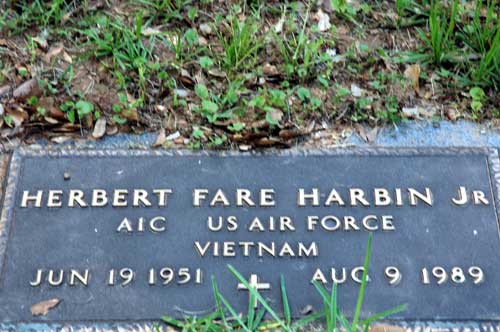 HERBERT FARE HARBIN JR
A1C US AIR FORCE
VIETNAM
JUN 19 1951 AUG 9 1989